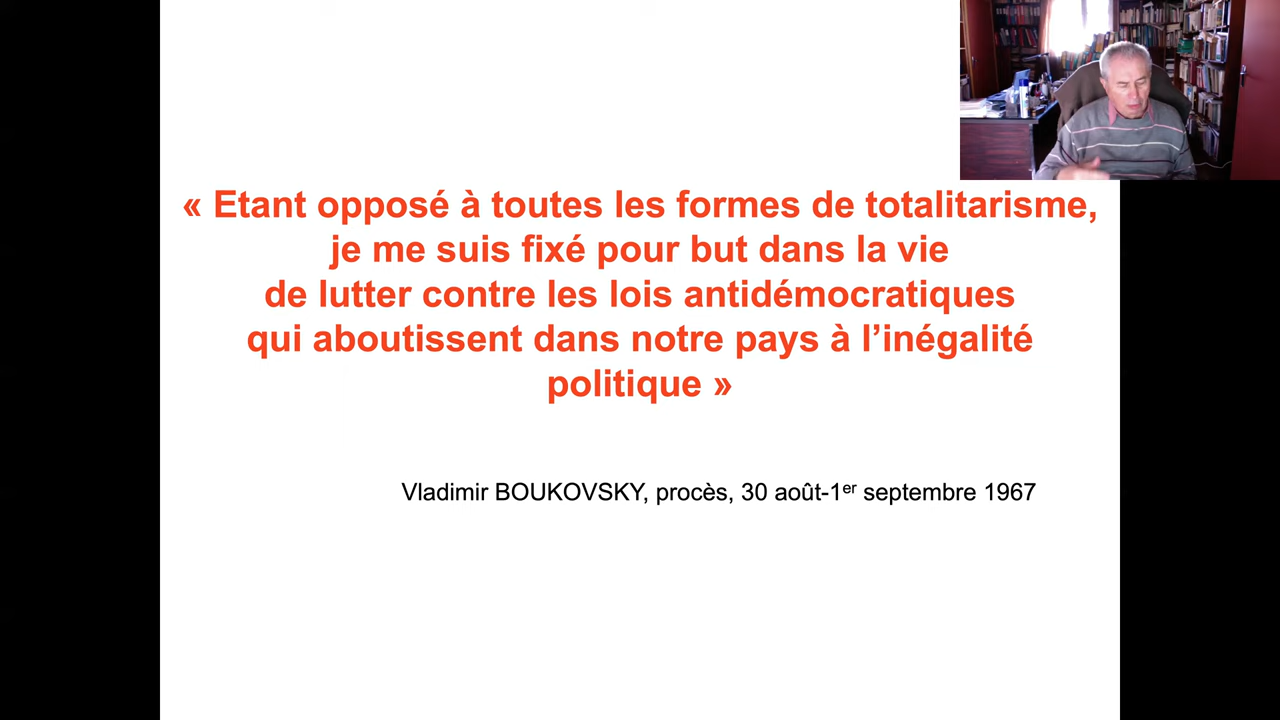 « Etant opposé à toutes les formes de totalitarisme,
je me suis fixé pour but dans la vie
de lutter contre les lois antidémocratiques
qui aboutissent dans notre pays à l’inégalité
politique »
Vladimir BOUKOVSKY, procès, 30 août-1er septembre 1967